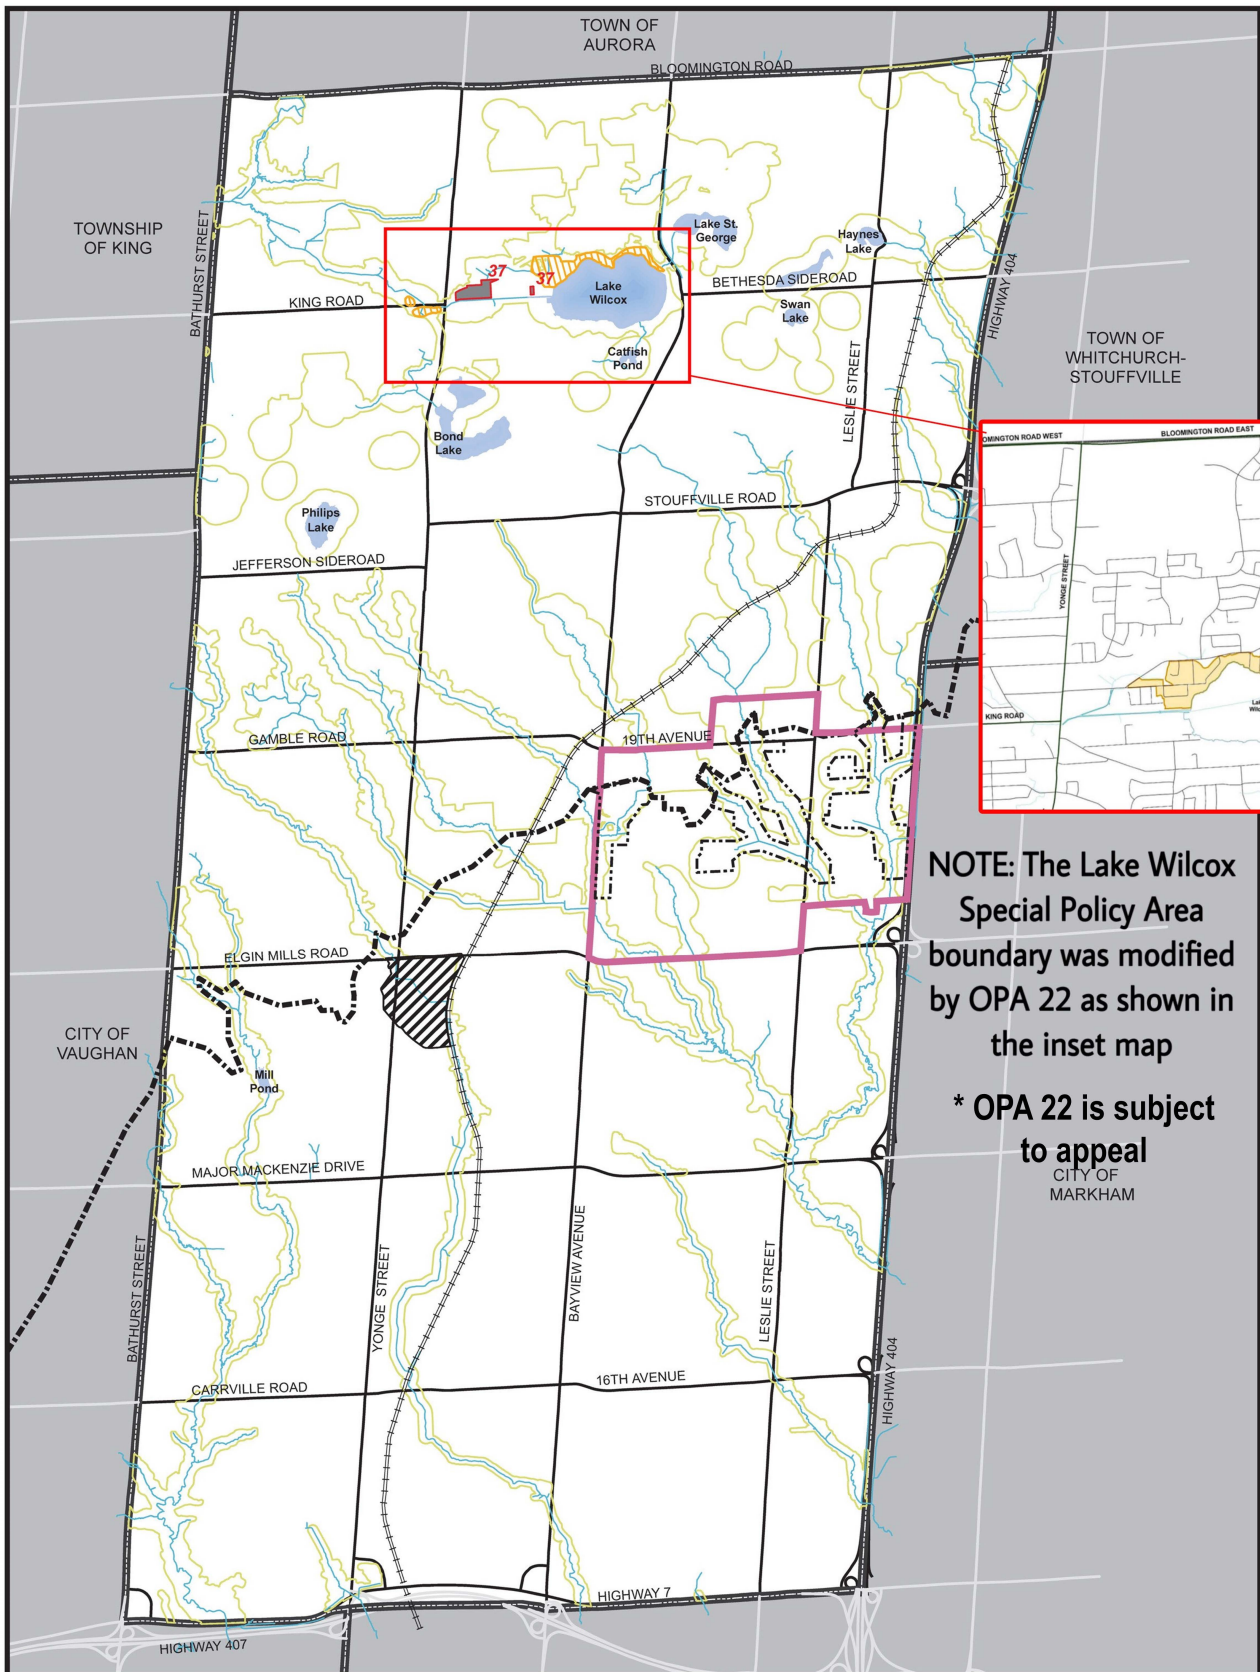 TOWN OF
AURORA
BLOOMINGTON ROAD
TOWNSHIP
OF KING
BATHURST STREET
Lake St.
George
Haynes
Lake
37
37
Lake
Wilcox
BETHESDA SIDEROAD
KING ROAD
Swan
Lake
HIGHWAY 404
Catfish
Pond
TOWN OF
WHITCHURCH-
STOUFFVILLE
LESLIE STREET
Bond
Lake
OMINGTON ROAD WEST
BLOOMINGTON ROAD EAST
STOUFFVILLE ROAD
Philips
Lake
JEFFERSON SIDEROAD
YONGE STREET
Lak
Wilc
KING ROAD
GAMBLE ROAD
19TH AVENUE
NOTE: The Lake Wilcox
Special Policy Area
boundary was modified
by OPA 22 as shown in
the inset map
* OPA 22 is subject
to appeal
ELGIN MILLS ROAD
CITY OF
VAUGHAN
Mill
Pond
MAJOR MACKENZIE DRIVE
CITY OF
MARKHAM
BATHURST STREET
YONGE STREET
BAYVIEW AVENUE
LESLIE STREET
HIGHWAY 404
CARRVILLE ROAD
16TH AVENUE
HIGHWAY 7
HIGHWAY 407